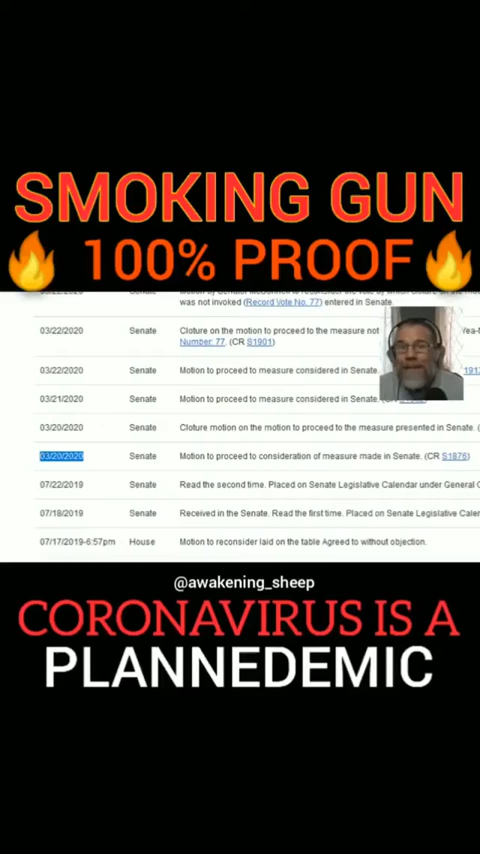 SMOKING GUN
100% PROOF
was not invoked (Record Vote No. 77) entered in Senate.
03/22/2020 Senate Cloture on the motion to proceed to the measure not
Number: 77. (CR S1901)
03/22/2020 Senate Motion to proceed to measure considered in Senate.
03/21/2020 Senate Motion to proceed to measure considered in Senate.
03/20/2020 Senate Cloture motion on the motion to proceed to the measure presented in Senate. (
03/20/2020 Senate Motion to proceed to consideration of measure made in Senate. (CR S1876)
07/22/2019 Senate Read the second time. Placed on Senate Legislative Calendar under General
07/18/2019 Senate Received in the Senate. Read the first time. Placed on Senate Legislative
07/17/2019-6:57pm House Motion to reconsider laid on the table Agreed to without objection.
@awakening_sheep
CORONAVIRUS IS A
PLANNEDEMIC